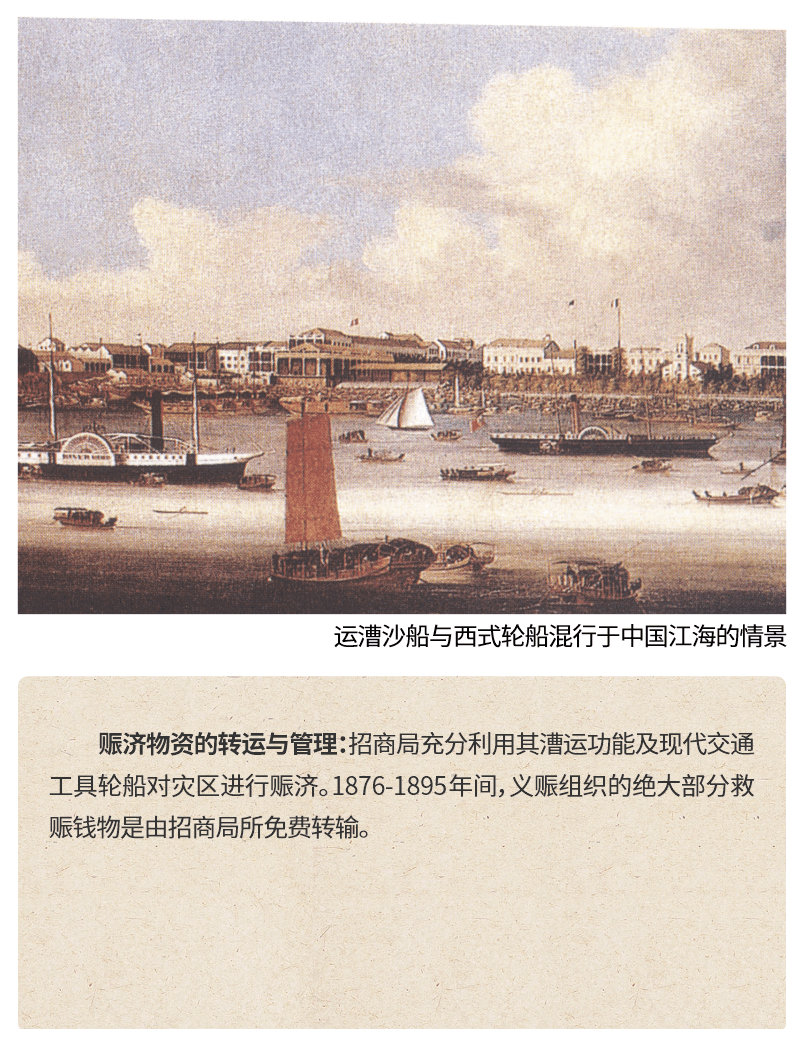 运漕沙船与西式轮船混行于中国江海的情景
赈济物资的转运与管理：招商局充分利用其漕运功能及现代交通
工具轮船对灾区进行赈济。1876-1895年间，义赈组织的绝大部分救
赈钱物是由招商局所免费转输。